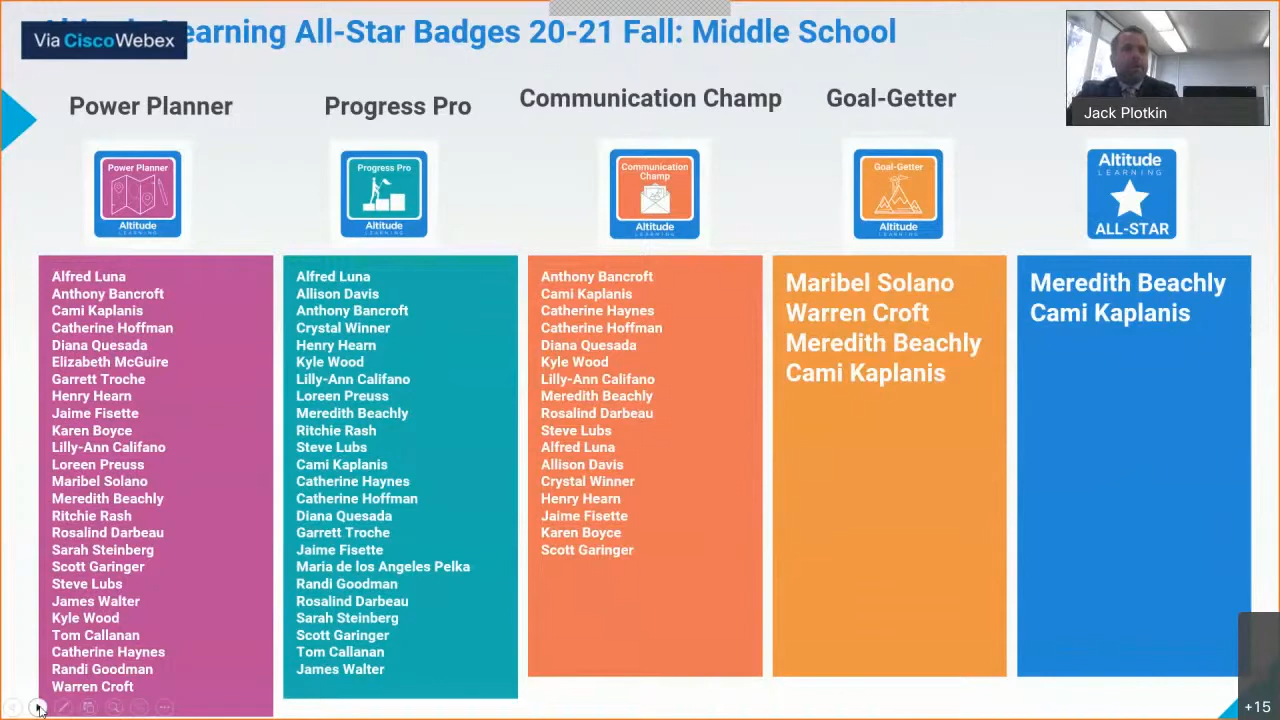 Via Cisco Webex
earning All-Star Badges 20-21 Fall: Middle School
Jack Plotkin
Power Planner
Progress Pro
Communication Champ
Goal-Getter
Power Planner
Altitude
LEARNING
Progress Pro
Altitude
LEARNING
Communication
Champ
Altitude
LEARNING
Goal-Getter
Altitude
LEARNING
Altitude
LEARNING
ALL-STAR
Alfred Luna
Anthony Bancroft
Cami Kaplanis
Catherine Hoffman
Diana Quesada
Elizabeth McGuire
Garrett Troche
Henry Hearn
Jaime Fisette
Karen Boyce
Lilly-Ann Califano
Loreen Preuss
Maribel Solano
Meredith Beachly
Ritchie Rash
Rosalind Darbeau
Sarah Steinberg
Scott Garinger
Steve Lubs
James Walter
Kyle Wood
Tom Callanan
Catherine Haynes
Randi Goodman
Warren Croft
Alfred Luna
Allison Davis
Anthony Bancroft
Crystal Winner
Henry Hearn
Kyle Wood
Lilly-Ann Califano
Loreen Preuss
Meredith Beachly
Ritchie Rash
Steve Lubs
Cami Kaplanis
Catherine Haynes
Catherine Hoffman
Diana Quesada
Garrett Troche
Jaime Fisette
Maria de los Angeles Pelka
Randi Goodman
Rosalind Darbeau
Sarah Steinberg
Scott Garinger
Tom Callanan
James Walter
Anthony Bancroft
Cami Kaplanis
Catherine Haynes
Catherine Hoffman
Diana Quesada
Kyle Wood
Lilly-Ann Califano
Meredith Beachly
Rosalind Darbeau
Steve Lubs
Alfred Luna
Allison Davis
Crystal Winner
Henry Hearn
Jaime Fisette
Karen Boyce
Scott Garinger
Maribel Solano
Warren Croft
Meredith Beachly
Cami Kaplanis
Meredith Beachly
Cami Kaplanis
+15